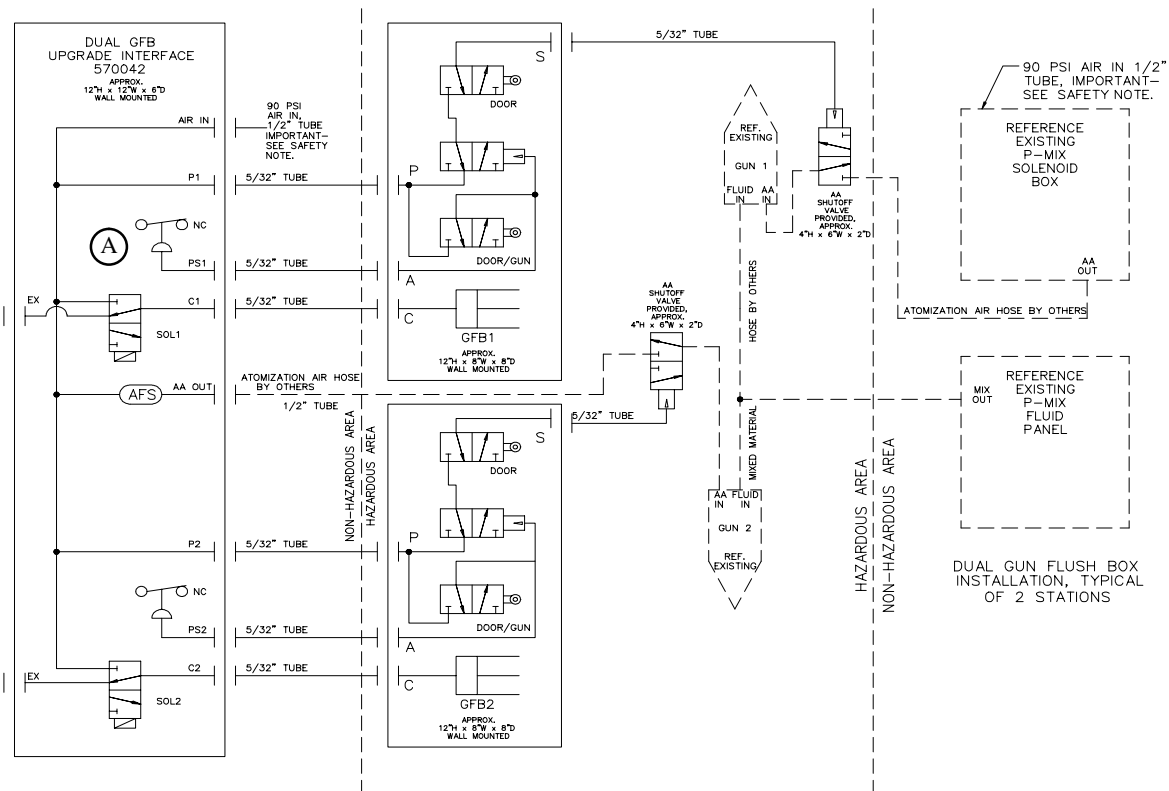 DUAL GFB
UPGRADE INTERFACE
570042
APPROX.
12"H x 12"W x 6"D
WALL MOUNTED
AIR IN
90 PSI
AIR IN,
1/2" TUBE
IMPORTANT-
SEE SAFETY
NOTE.
P1
5/32" TUBE
A
NC
PS1
5/32" TUBE
EX
C1
5/32" TUBE
SOL1
AFS
AA OUT
ATOMIZATION AIR HOSE
BY OTHERS
1/2" TUBE
NON-HAZARDOUS AREA
HAZARDOUS AREA
P2
5/32" TUBE
NC
PS2
5/32" TUBE
EX
C2
5/32" TUBE
SOL2
S
DOOR
P
DOOR/GUN
A
C
GFB1
APPROX.
12"H x 8"W x 8"D
WALL MOUNTED
S
DOOR
P
DOOR/GUN
A
C
GFB2
APPROX.
12"H x 8"W x 8"D
WALL MOUNTED
5/32" TUBE
REF.
EXISTING
GUN 1
FLUID
IN
AA
IN
AA
SHUTOFF
VALVE
PROVIDED,
APPROX.
4"H x 6"W x 2"D
AA
SHUTOFF
VALVE
PROVIDED,
APPROX.
4"H x 6"W x 2"D
5/32" TUBE
HOSE BY OTHERS
MIXED MATERIAL
AA
IN
FLUID
IN
GUN 2
REF.
EXISTING
HAZARDOUS AREA
NON-HAZARDOUS AREA
90 PSI AIR IN 1/2"
TUBE, IMPORTANT-
SEE SAFETY NOTE.
REFERENCE
EXISTING
P-MIX
SOLENOID
BOX
AA
OUT
ATOMIZATION AIR HOSE BY OTHERS
MIX
OUT
REFERENCE
EXISTING
P-MIX
FLUID
PANEL
DUAL GUN FLUSH BOX
INSTALLATION, TYPICAL
OF 2 STATIONS